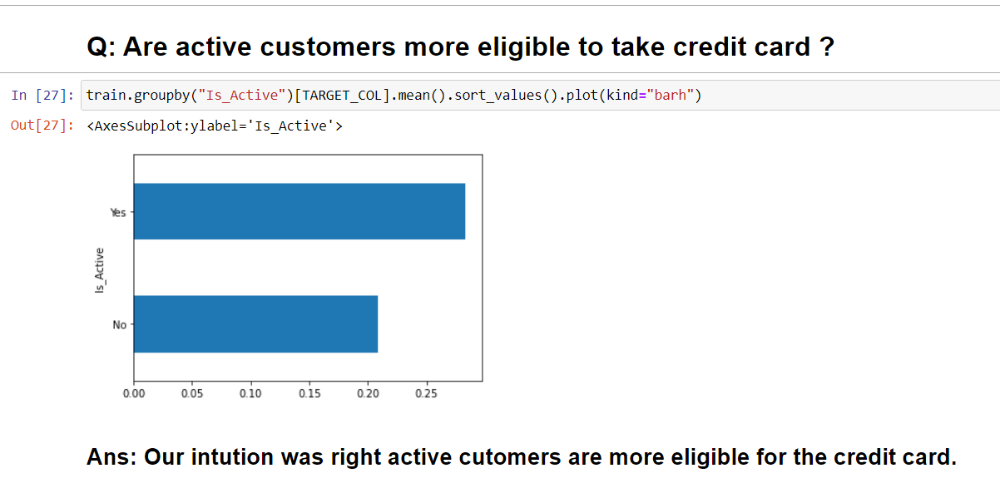 Q: Are active customers more eligible to take credit card ?
In [27]: train.groupby("Is_Active")[TARGET_COL].mean().sort_values().plot(kind="barh")
Out[27]: <AxesSubplot:ylabel='Is_Active'>
Yes
Is_Active
No
0.00 0.05 0.10 0.15 0.20 0.25
Ans: Our intution was right active cutomers are more eligible for the credit card.